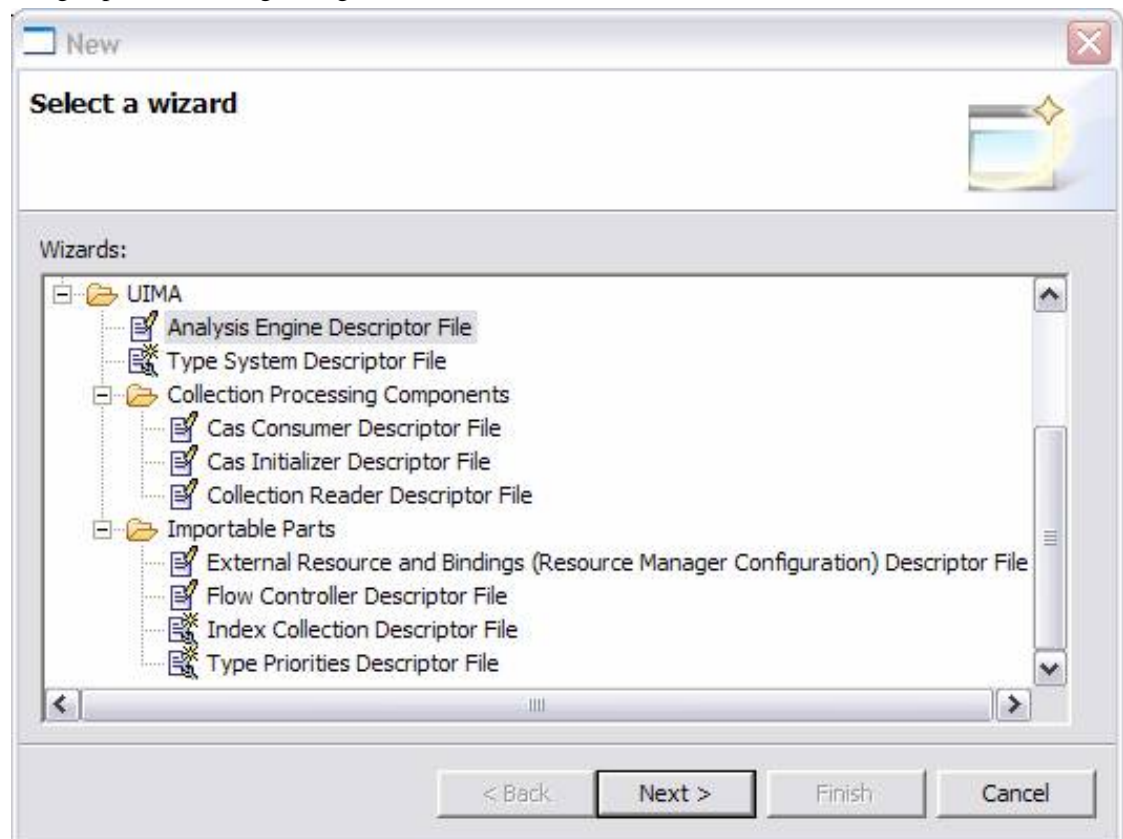 New
Select a wizard
Wizards:
UIMA
Analysis Engine Descriptor File
Type System Descriptor File
Collection Processing Components
Cas Consumer Descriptor File
Cas Initializer Descriptor File
Collection Reader Descriptor File
Importable Parts
External Resource and Bindings (Resource Manager Configuration) Descriptor File
Flow Controller Descriptor File
Index Collection Descriptor File
Type Priorities Descriptor File
< Back Next > Finish Cancel